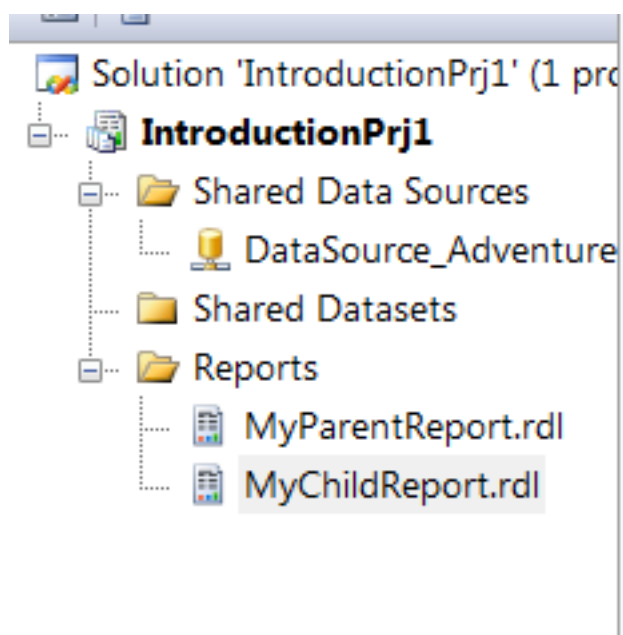 Solution 'IntroductionPrj1' (1 pro
IntroductionPrj1
Shared Data Sources
DataSource_Adventure
Shared Datasets
Reports
MyParentReport.rdl
MyChildReport.rdl